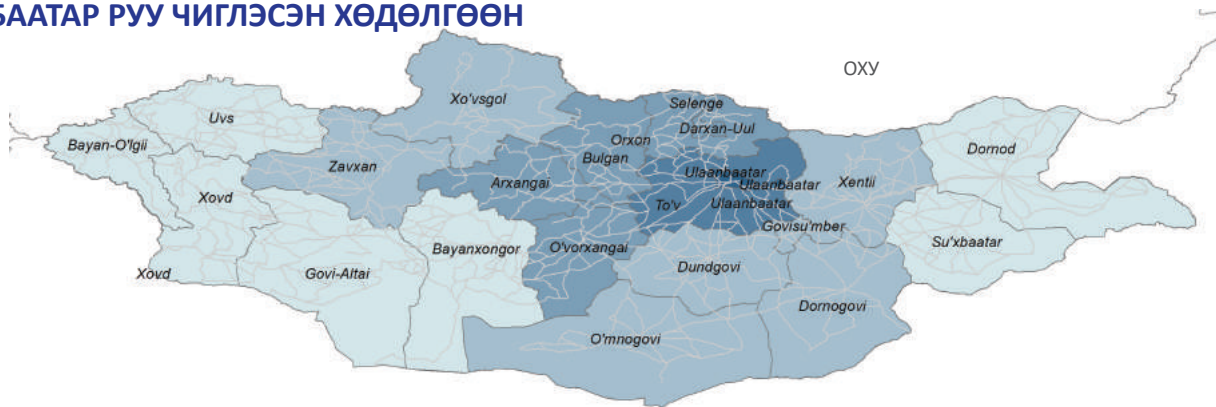 БААТАР РУУ ЧИГЛЭСЭН ХӨДӨЛГӨӨН
ОХУ
Xo'vsgol
Selenge
Uvs
Orxon
Darxan-Uul
Bayan-O'lgii
Dornod
Zavxan
Bulgan
Ulaanbaatar
Arxangai
Ulaanbaatar
Xentii
Xovd
To'v
Ulaanbaatar
Govisu'mber
Bayanxongor
O'vorxangai
Su'xbaatar
Xovd
Govi-Altai
Dundgovi
Dornogovi
O'mnogovi